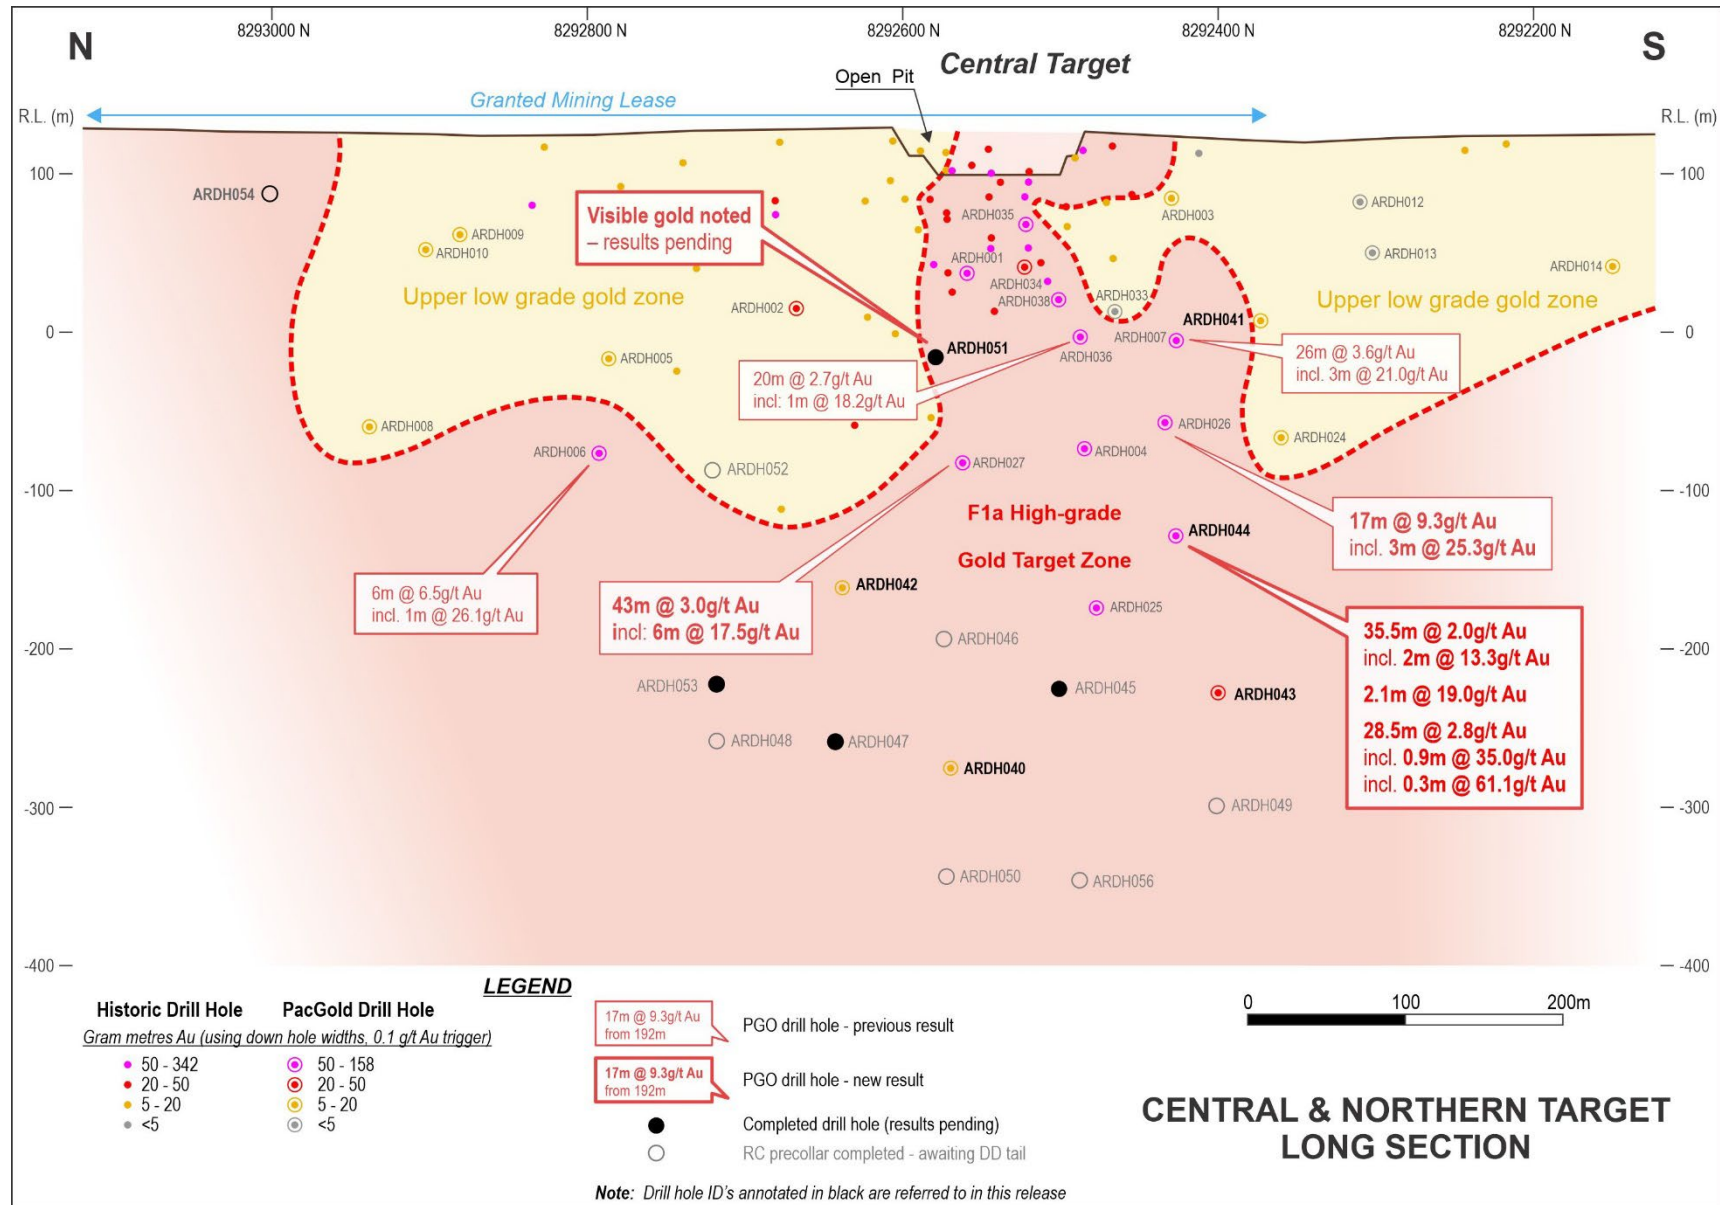 8293000 N
8292800 N
8292600 N
8292400 N
8292200 N
N
Central Target
S
Open Pit
Granted Mining Lease
R.L. (m)
R.L. (m)
100
100
ARDH054
Visible gold noted
– results pending
ARDH035
ARDH003
ARDH012
ARDH009
ARDH010
ARDH001
ARDH034
ARDH038
ARDH033
ARDH013
ARDH014
Upper low grade gold zone
Upper low grade gold zone
ARDH002
ARDH041
0
0
ARDH051
ARDH007
ARDH036
ARDH005
26m @ 3.6g/t Au
incl. 3m @ 21.0g/t Au
20m @ 2.7g/t Au
incl: 1m @ 18.2g/t Au
ARDH008
ARDH026
ARDH024
ARDH006
ARDH052
ARDH027
ARDH004
-100
-100
F1a High-grade
Gold Target Zone
17m @ 9.3g/t Au
incl. 3m @ 25.3g/t Au
ARDH044
6m @ 6.5g/t Au
incl. 1m @ 26.1g/t Au
43m @ 3.0g/t Au
incl: 6m @ 17.5g/t Au
ARDH042
ARDH025
ARDH046
-200
-200
35.5m @ 2.0g/t Au
incl. 2m @ 13.3g/t Au
2.1m @ 19.0g/t Au
28.5m @ 2.8g/t Au
incl. 0.9m @ 35.0g/t Au
incl. 0.3m @ 61.1g/t Au
ARDH053
ARDH045
ARDH043
ARDH048
ARDH047
ARDH040
-300
-300
ARDH049
ARDH050
ARDH056
-400
-400
LEGEND
Historic Drill Hole
PacGold Drill Hole
Gram metres Au (using down hole widths, 0.1 g/t Au trigger)
50 - 342
50 - 158
20 - 50
20 - 50
5 - 20
5 - 20
<5
<5
17m @ 9.3g/t Au
from 192m
PGO drill hole - previous result
17m @ 9.3g/t Au
from 192m
PGO drill hole - new result
Completed drill hole (results pending)
RC precollar completed - awaiting DD tail
Note: Drill hole ID's annotated in black are referred to in this release
0
100
200m
CENTRAL & NORTHERN TARGET
LONG SECTION